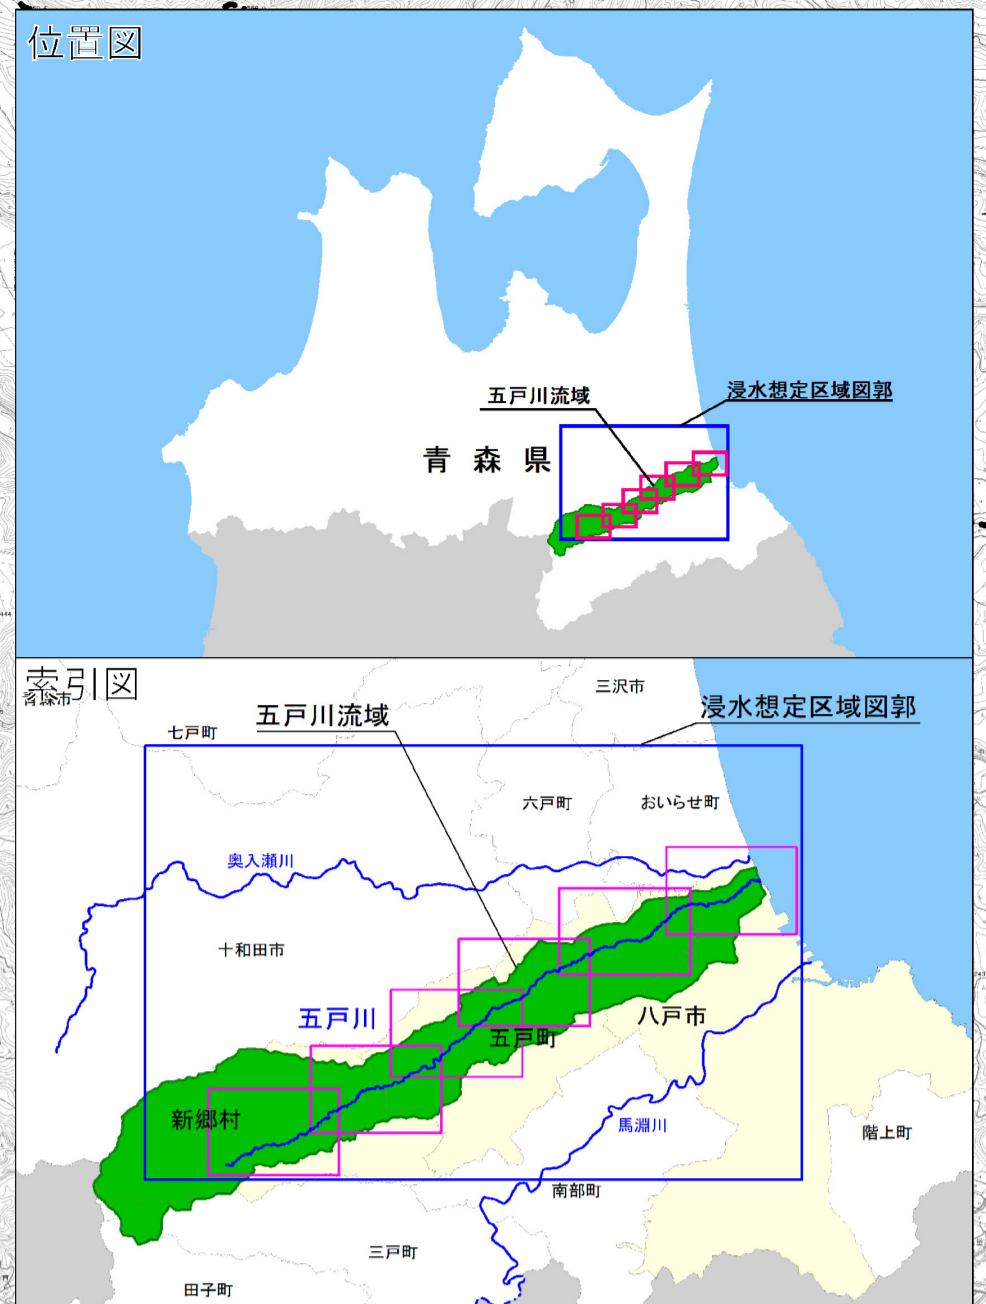 位置図
五戸川流域
浸水想定区域図郭
青森県
索引図
青森市
三沢市
五戸川流域
浸水想定区域図郭
七戸町
六戸町
おいらせ町
奥入瀬川
十和田市
五戸川
八戸市
五戸町
新郷村
馬淵川
階上町
南部町
三戸町
田子町